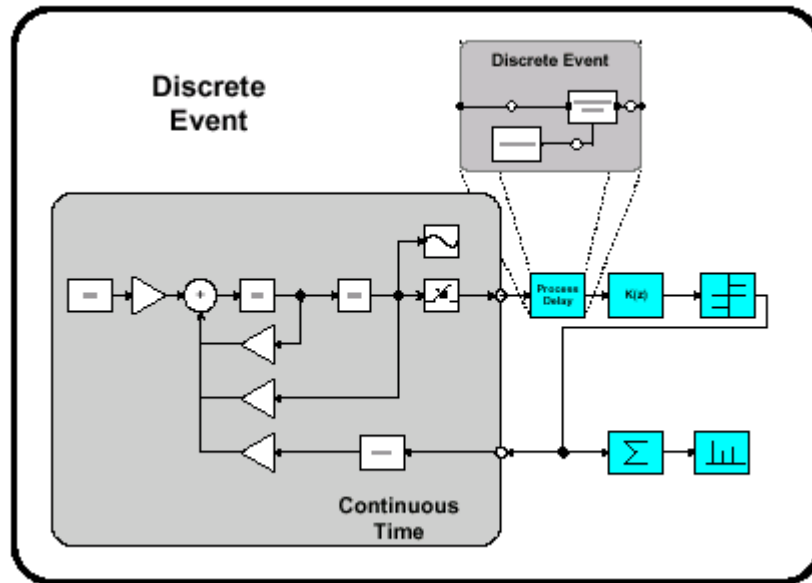 Discrete
Event
Discrete Event
+
Process
Delay
K(z)
Σ
Continuous
Time